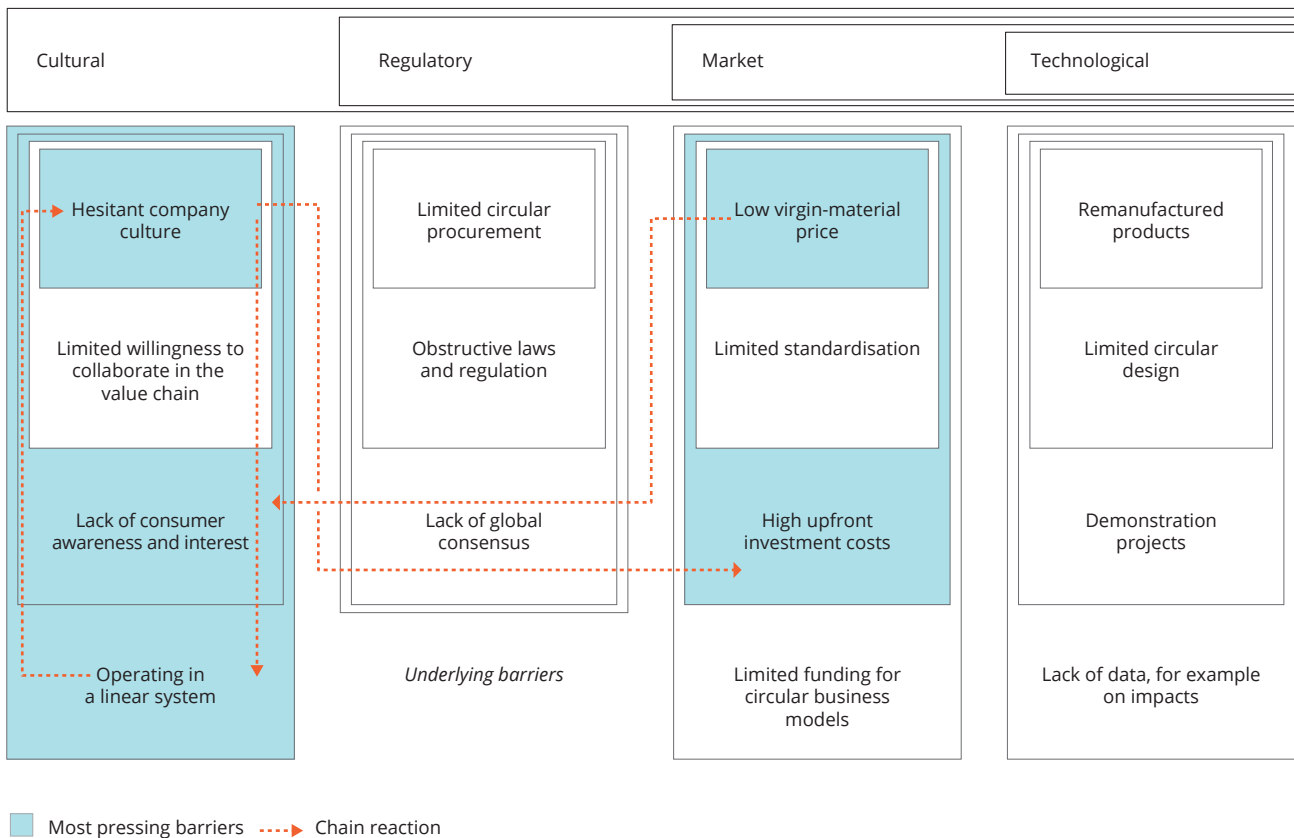 Cultural
Regulatory
Market
Technological
Hesitant company
culture
Limited willingness to
collaborate in the
value chain
Lack of consumer
awareness and interest
Operating in
a linear system
Limited circular
procurement
Obstructive laws
and regulation
Lack of global
consensus
Underlying barriers
Low virgin-material
price
Limited standardisation
High upfront
investment costs
Limited funding for
circular business
models
Remanufactured
products
Limited circular
design
Demonstration
projects
Lack of data, for example
on impacts
Most pressing barriers
Chain reaction